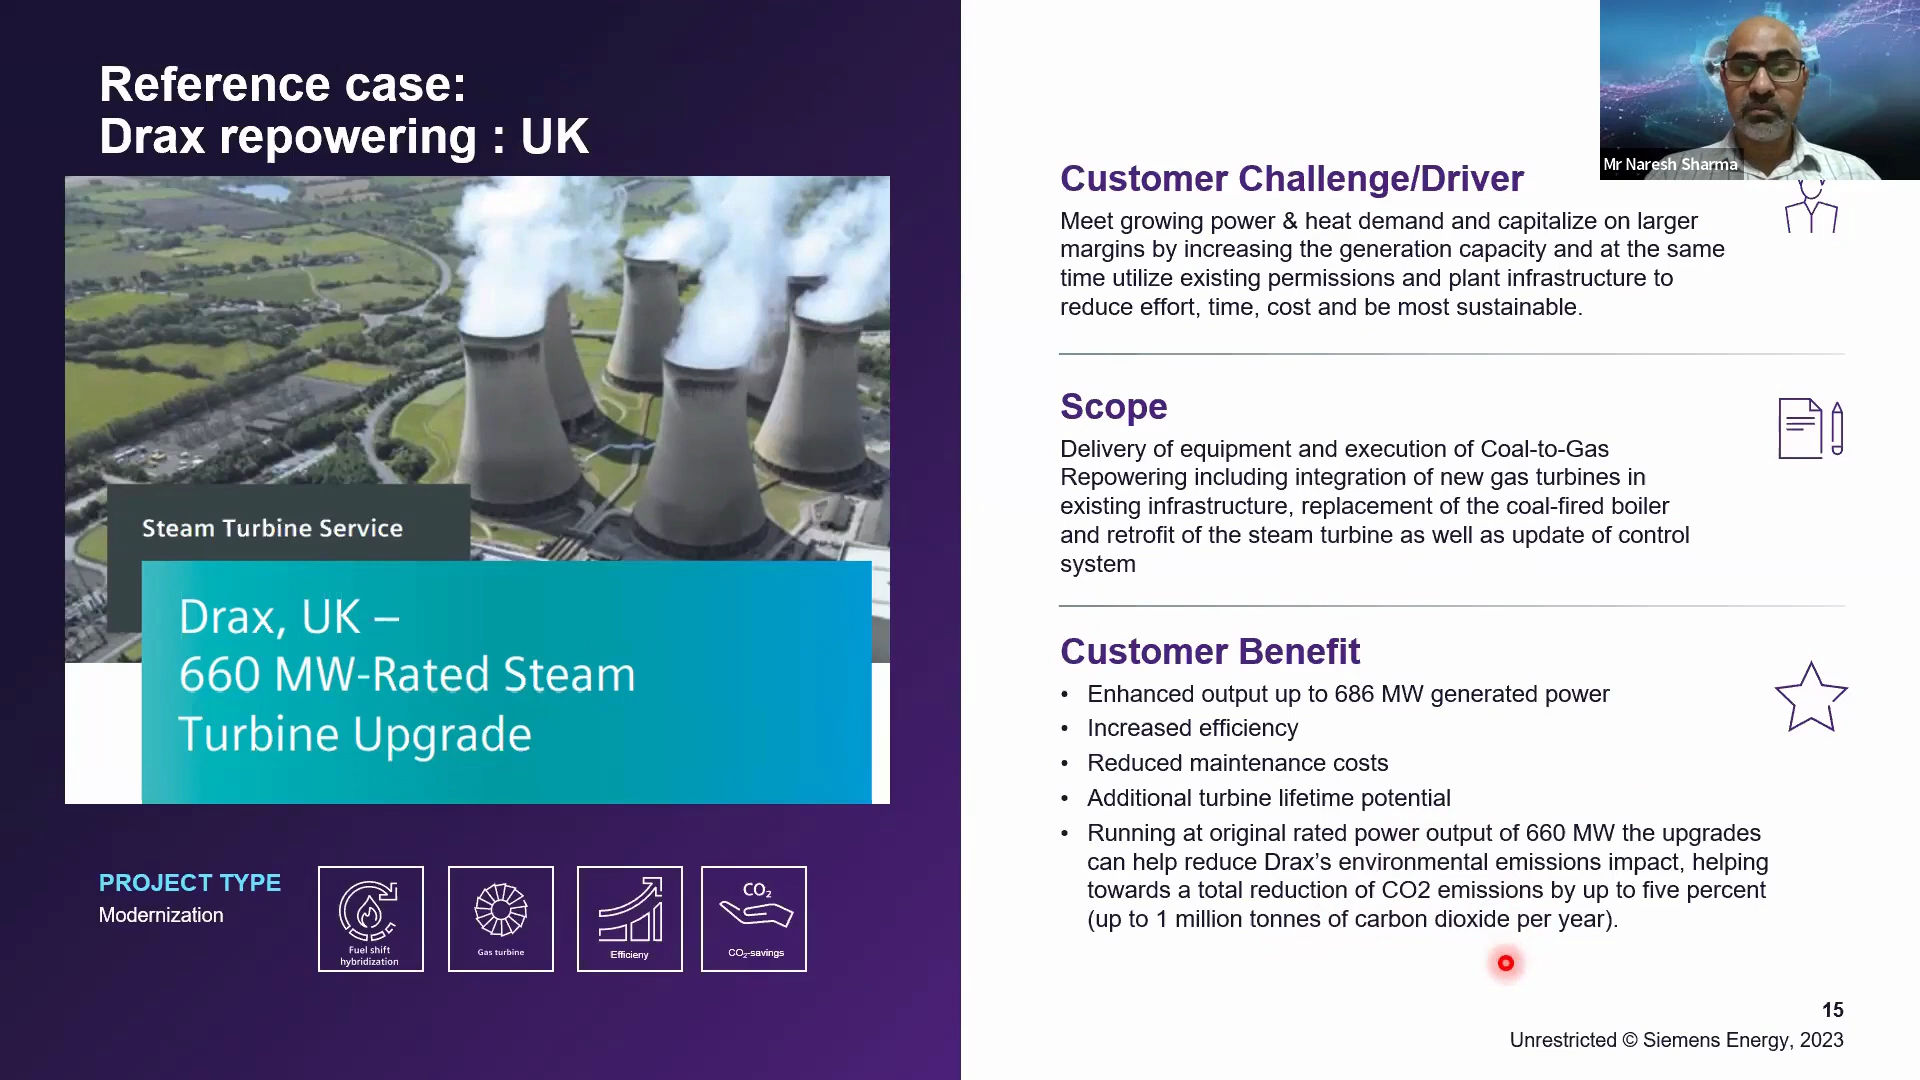 Reference case:
Drax repowering : UK
Steam Turbine Service
Drax, UK –
660 MW-Rated Steam
Turbine Upgrade
PROJECT TYPE
Modernization
Fuel shift
hybridization
Gas turbine
Efficieny
CO₂
CO₂-savings
Mr Naresh Sharma
Customer Challenge/Driver
Meet growing power & heat demand and capitalize on larger
margins by increasing the generation capacity and at the same
time utilize existing permissions and plant infrastructure to
reduce effort, time, cost and be most sustainable.
Scope
Delivery of equipment and execution of Coal-to-Gas
Repowering including integration of new gas turbines in
existing infrastructure, replacement of the coal-fired boiler
and retrofit of the steam turbine as well as update of control
system
Customer Benefit
• Enhanced output up to 686 MW generated power
• Increased efficiency
• Reduced maintenance costs
• Additional turbine lifetime potential
• Running at original rated power output of 660 MW the upgrades
can help reduce Drax’s environmental emissions impact, helping
towards a total reduction of CO2 emissions by up to five percent
(up to 1 million tonnes of carbon dioxide per year).
15
Unrestricted © Siemens Energy, 2023